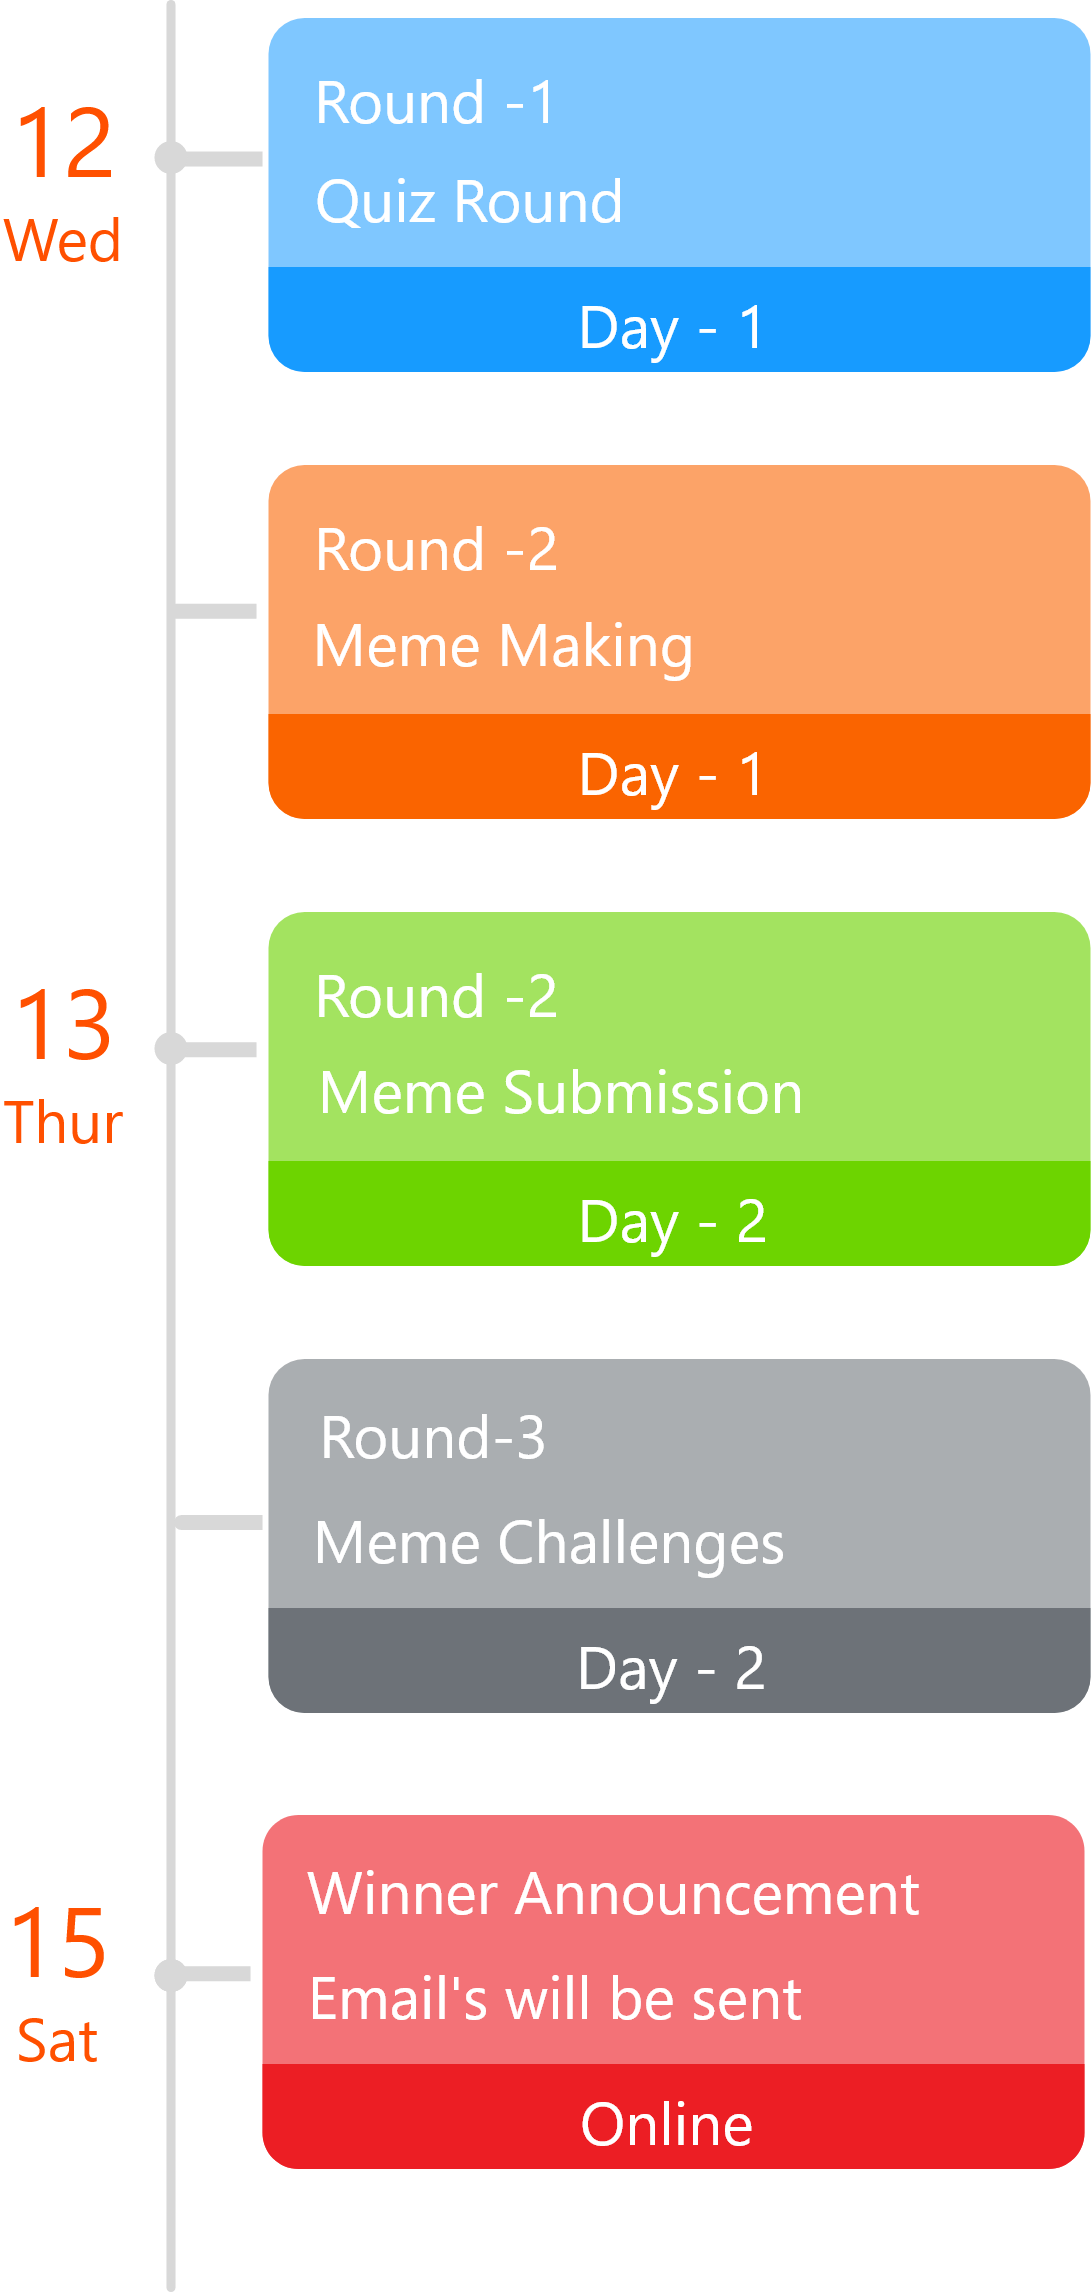 12
Wed
Round -1
Quiz Round
Day - 1
Round -2
Meme Making
Day - 1
13
Thur
Round -2
Meme Submission
Day - 2
Round-3
Meme Challenges
Day - 2
15
Sat
Winner Announcement
Email's will be sent
Online